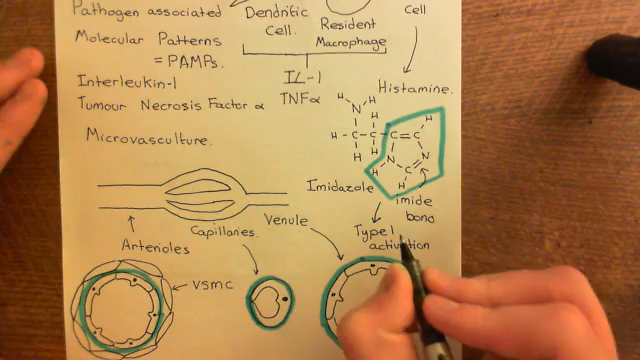 Pathogen associated
Molecular Patterns
= PAMPs.
Dendritic
Cell.
Resident
Macrophage
Cell
Interleukin-1
Tumour Necrosis Factor α
IL-1
TNFα
Histamine.
H H
N H H
H - C - C - C = C
H H N N
H C
H
Imidazole
imide
bond
Microvasculature.
Arterioles
Capillaries.
Venule
Type 1
activation
VSMC